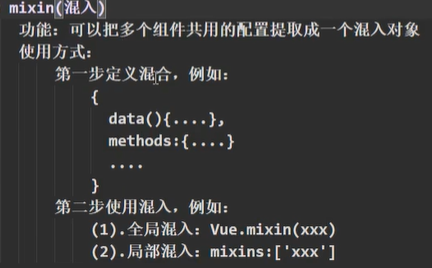 mixin(混入)
功能：可以把多个组件共用的配置提取成一个混入对象
使用方式：
第一步定义混合，例如：
{
data(){....},
methods:{....}
....
}
第二步使用混入，例如：
(1).全局混入：Vue.mixin(xxx)
(2).局部混入：mixins:['xxx']